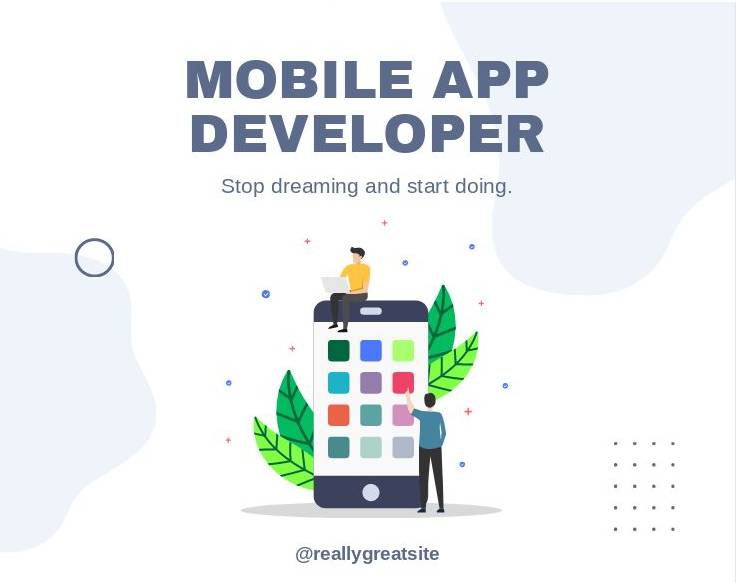 MOBILE APP
DEVELOPER
Stop dreaming and start doing.
@reallygreatsite